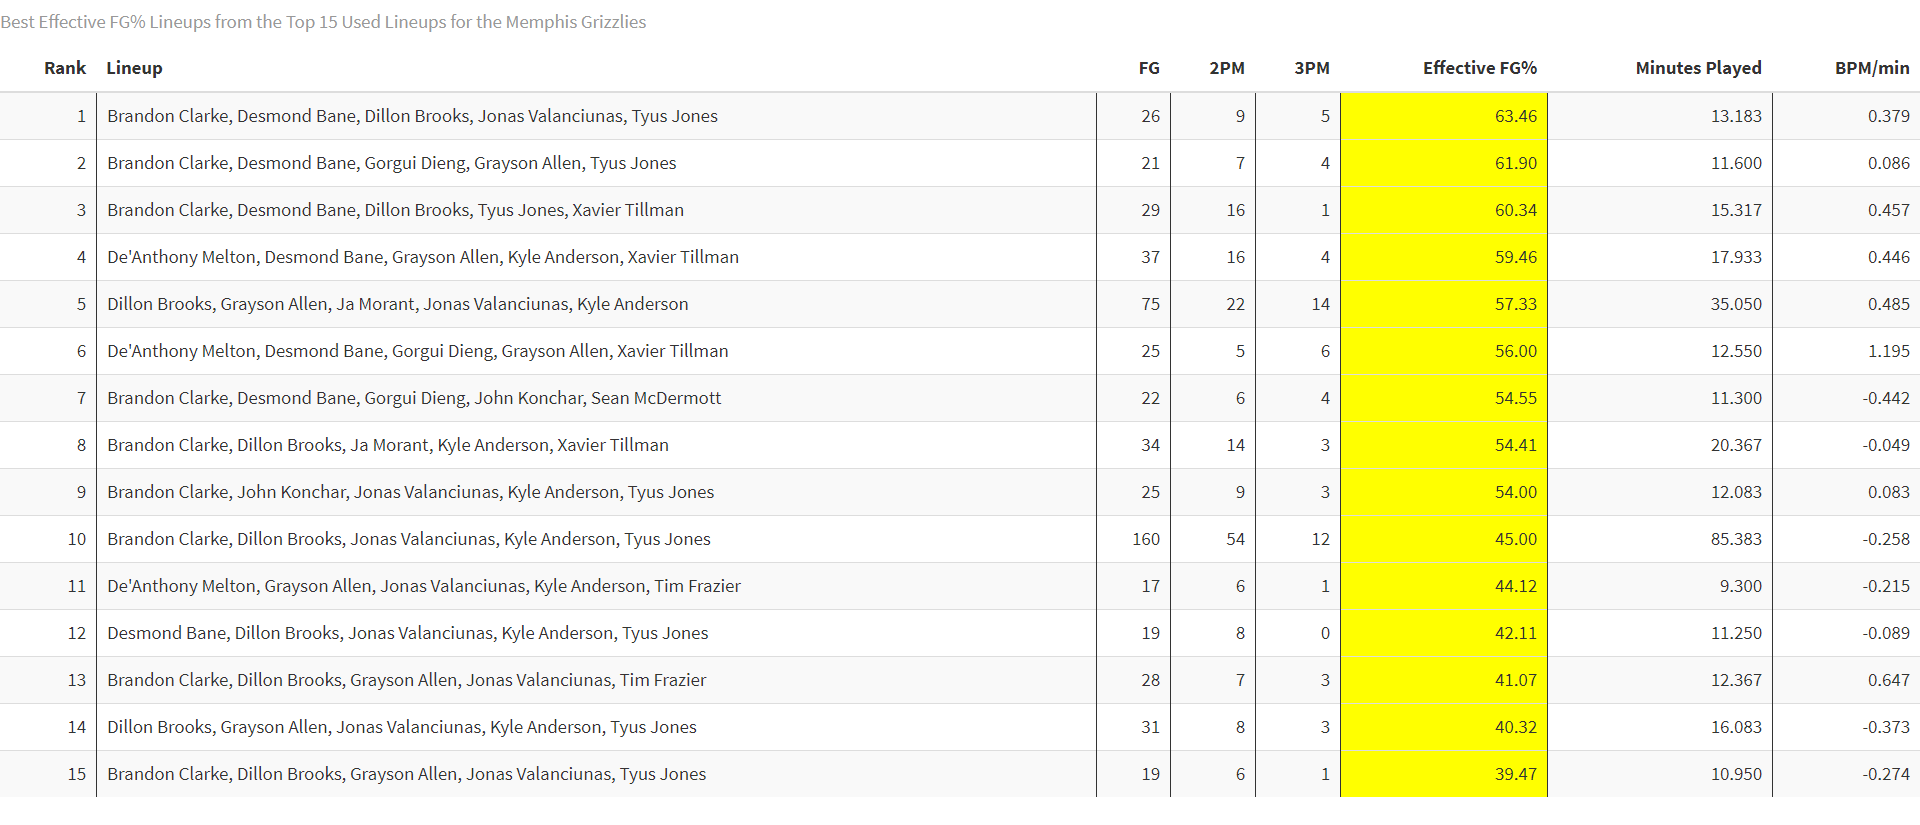 Best Effective FG% Lineups from the Top 15 Used Lineups for the Memphis Grizzlies
Rank Lineup FG 2PM 3PM Effective FG% Minutes Played BPM/min
1 Brandon Clarke, Desmond Bane, Dillon Brooks, Jonas Valanciunas, Tyus Jones 26 9 5 63.46 13.183 0.379
2 Brandon Clarke, Desmond Bane, Gorgui Dieng, Grayson Allen, Tyus Jones 21 7 4 61.90 11.600 0.086
3 Brandon Clarke, Desmond Bane, Dillon Brooks, Tyus Jones, Xavier Tillman 29 16 1 60.34 15.317 0.457
4 De'Anthony Melton, Desmond Bane, Grayson Allen, Kyle Anderson, Xavier Tillman 37 16 4 59.46 17.933 0.446
5 Dillon Brooks, Grayson Allen, Ja Morant, Jonas Valanciunas, Kyle Anderson 75 22 14 57.33 35.050 0.485
6 De'Anthony Melton, Desmond Bane, Gorgui Dieng, Grayson Allen, Xavier Tillman 25 5 6 56.00 12.550 1.195
7 Brandon Clarke, Desmond Bane, Gorgui Dieng, John Konchar, Sean McDermott 22 6 4 54.55 11.300 -0.442
8 Brandon Clarke, Dillon Brooks, Ja Morant, Kyle Anderson, Xavier Tillman 34 14 3 54.41 20.367 -0.049
9 Brandon Clarke, John Konchar, Jonas Valanciunas, Kyle Anderson, Tyus Jones 25 9 3 54.00 12.083 0.083
10 Brandon Clarke, Dillon Brooks, Jonas Valanciunas, Kyle Anderson, Tyus Jones 160 54 12 45.00 85.383 -0.258
11 De'Anthony Melton, Grayson Allen, Jonas Valanciunas, Kyle Anderson, Tim Frazier 17 6 1 44.12 9.300 -0.215
12 Desmond Bane, Dillon Brooks, Jonas Valanciunas, Kyle Anderson, Tyus Jones 19 8 0 42.11 11.250 -0.089
13 Brandon Clarke, Dillon Brooks, Grayson Allen, Jonas Valanciunas, Tim Frazier 28 7 3 41.07 12.367 0.647
14 Dillon Brooks, Grayson Allen, Jonas Valanciunas, Kyle Anderson, Tyus Jones 31 8 3 40.32 16.083 -0.373
15 Brandon Clarke, Dillon Brooks, Grayson Allen, Jonas Valanciunas, Tyus Jones 19 6 1 39.47 10.950 -0.274